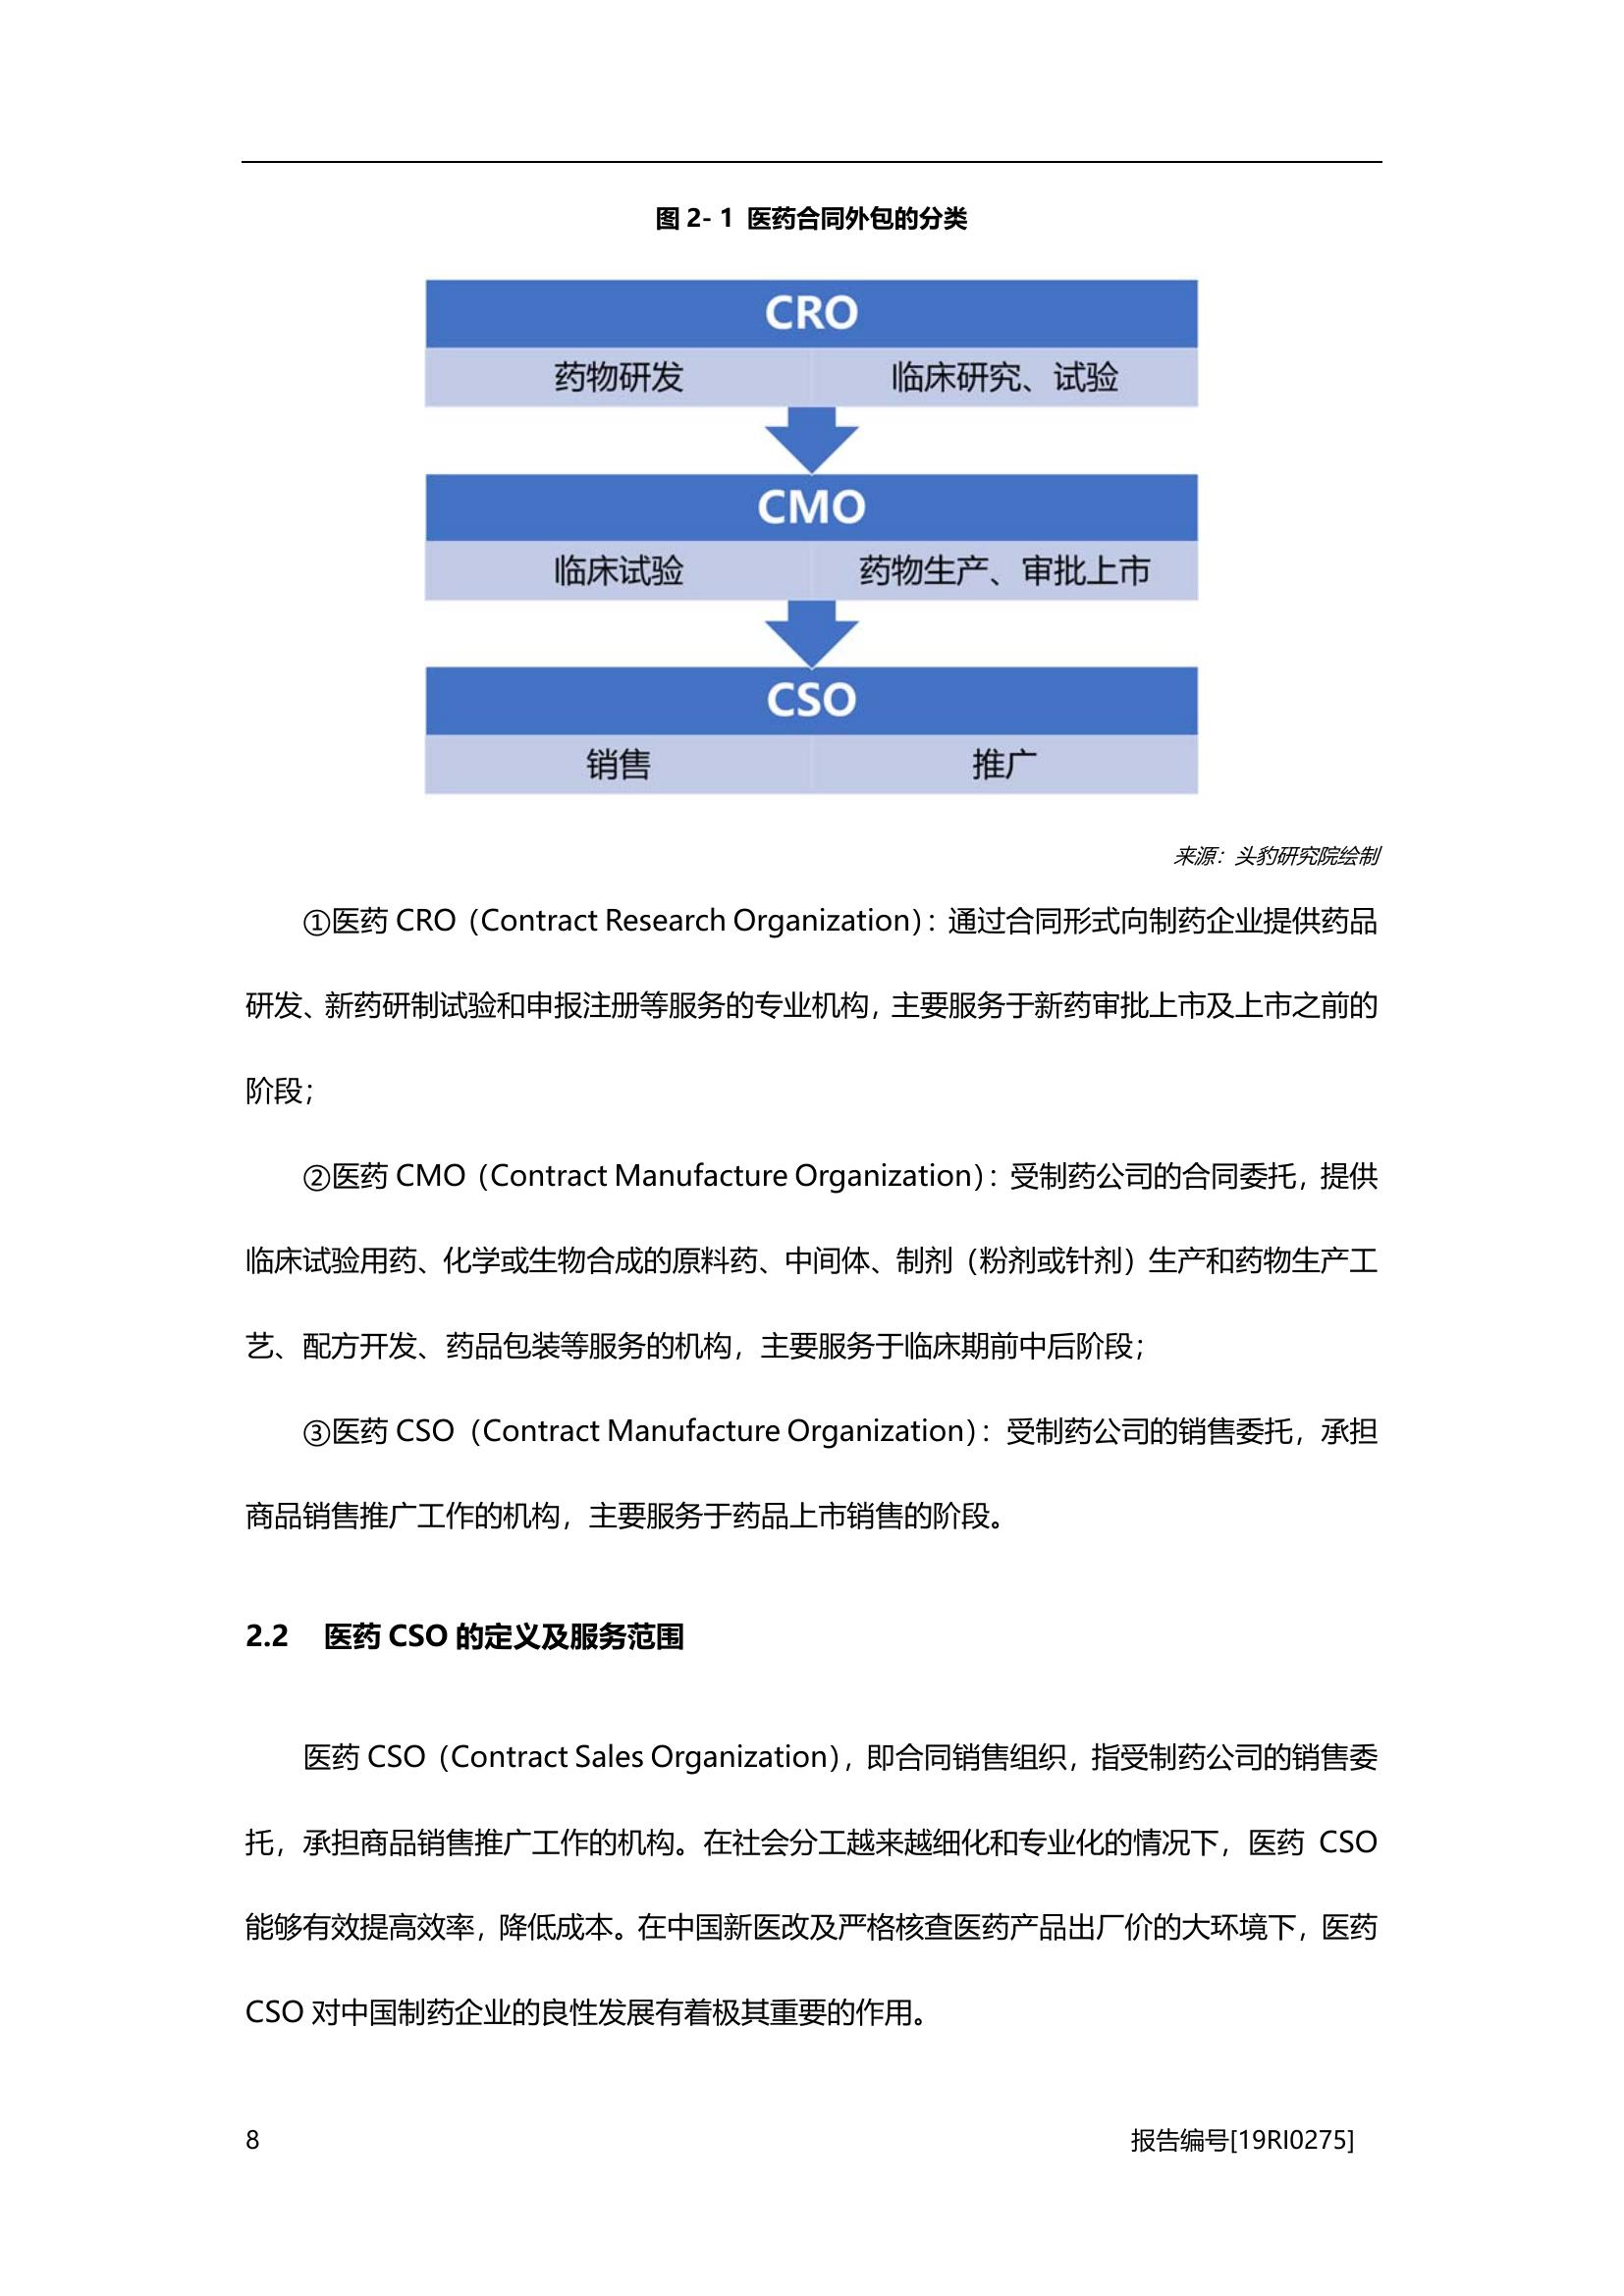 图 2- 1 医药合同外包的分类
CRO
药物研发 临床研究、试验
CMO
临床试验 药物生产、审批上市
CSO
销售 推广
来源：头豹研究院绘制
①医药 CRO（Contract Research Organization）：通过合同形式向制药企业提供药品
研发、新药研制试验和申报注册等服务的专业机构，主要服务于新药审批上市及上市之前的
阶段；
②医药 CMO（Contract Manufacture Organization）：受制药公司的合同委托，提供
临床试验用药、化学或生物合成的原料药、中间体、制剂（粉剂或针剂）生产和药物生产工
艺、配方开发、药品包装等服务的机构，主要服务于临床期前中后阶段；
③医药 CSO（Contract Manufacture Organization）：受制药公司的销售委托，承担
商品销售推广工作的机构，主要服务于药品上市销售的阶段。
2.2 医药 CSO 的定义及服务范围
医药 CSO（Contract Sales Organization），即合同销售组织，指受制药公司的销售委
托，承担商品销售推广工作的机构。在社会分工越来越细化和专业化的情况下，医药 CSO
能够有效提高效率，降低成本。在中国新医改及严格核查医药产品出厂价的大环境下，医药
CSO 对中国制药企业的良性发展有着极其重要的作用。
8 报告编号[19RI0275]